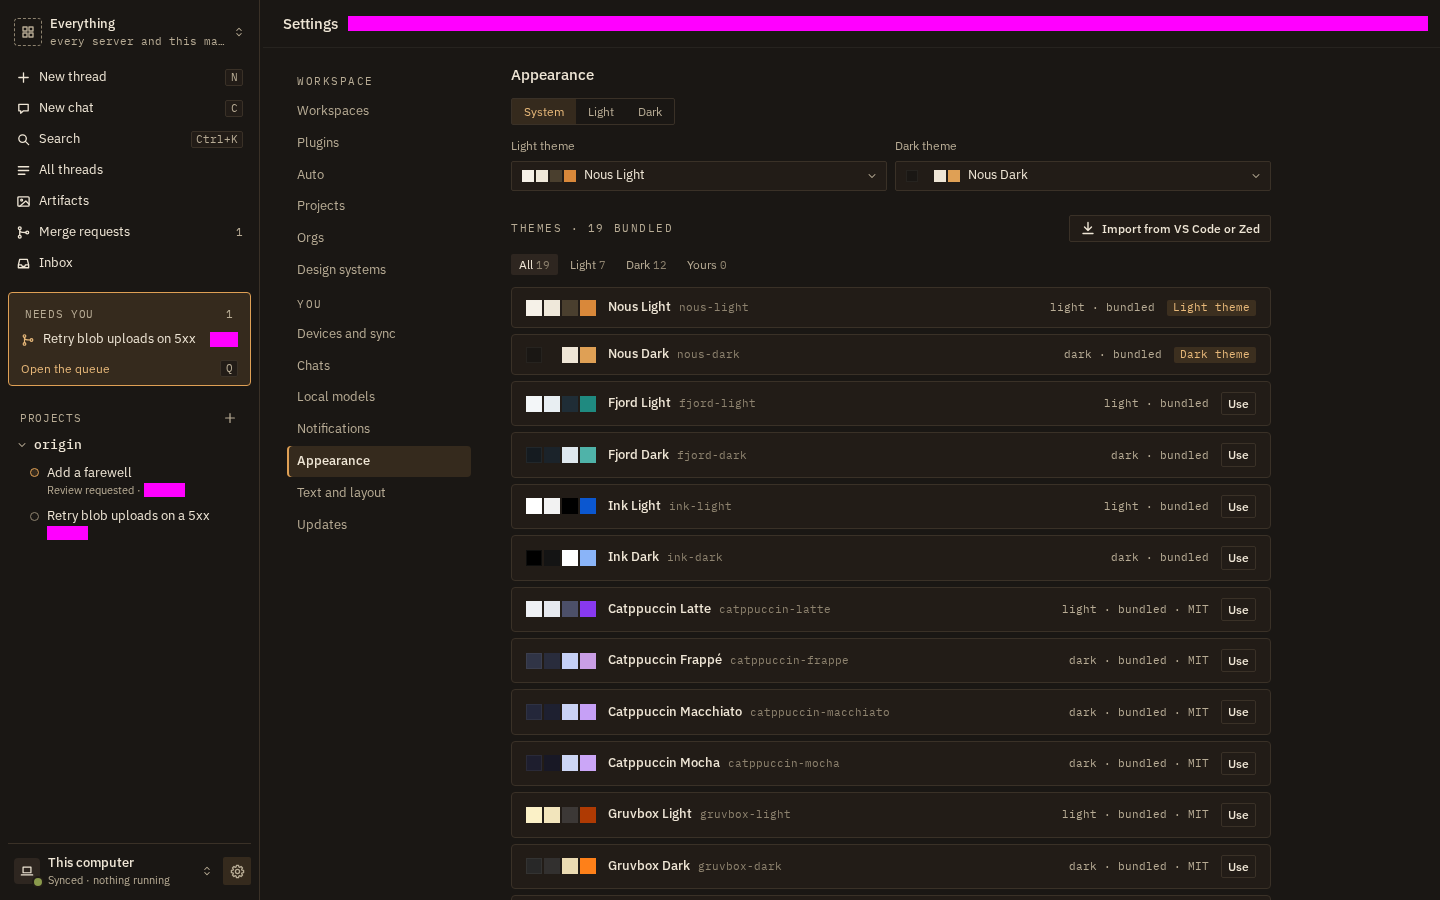 Everything
every server and this ma…
New thread N
New chat C
Search Ctrl+K
All threads
Artifacts
Merge requests 1
Inbox
NEEDS YOU 1
Retry blob uploads on 5xx
Open the queue Q
PROJECTS
origin
Add a farewell
Review requested ·
Retry blob uploads on a 5xx
This computer
Synced · nothing running
Settings
WORKSPACE
Workspaces
Plugins
Auto
Projects
Orgs
Design systems
YOU
Devices and sync
Chats
Local models
Notifications
Appearance
Text and layout
Updates
Appearance
System Light Dark
Light theme Dark theme
Nous Light Nous Dark
THEMES · 19 BUNDLED Import from VS Code or Zed
All 19 Light 7 Dark 12 Yours 0
Nous Light nous-light light · bundled Light theme
Nous Dark nous-dark dark · bundled Dark theme
Fjord Light fjord-light light · bundled Use
Fjord Dark fjord-dark dark · bundled Use
Ink Light ink-light light · bundled Use
Ink Dark ink-dark dark · bundled Use
Catppuccin Latte catppuccin-latte light · bundled · MIT Use
Catppuccin Frappé catppuccin-frappe dark · bundled · MIT Use
Catppuccin Macchiato catppuccin-macchiato dark · bundled · MIT Use
Catppuccin Mocha catppuccin-mocha dark · bundled · MIT Use
Gruvbox Light gruvbox-light light · bundled · MIT Use
Gruvbox Dark gruvbox-dark dark · bundled · MIT Use